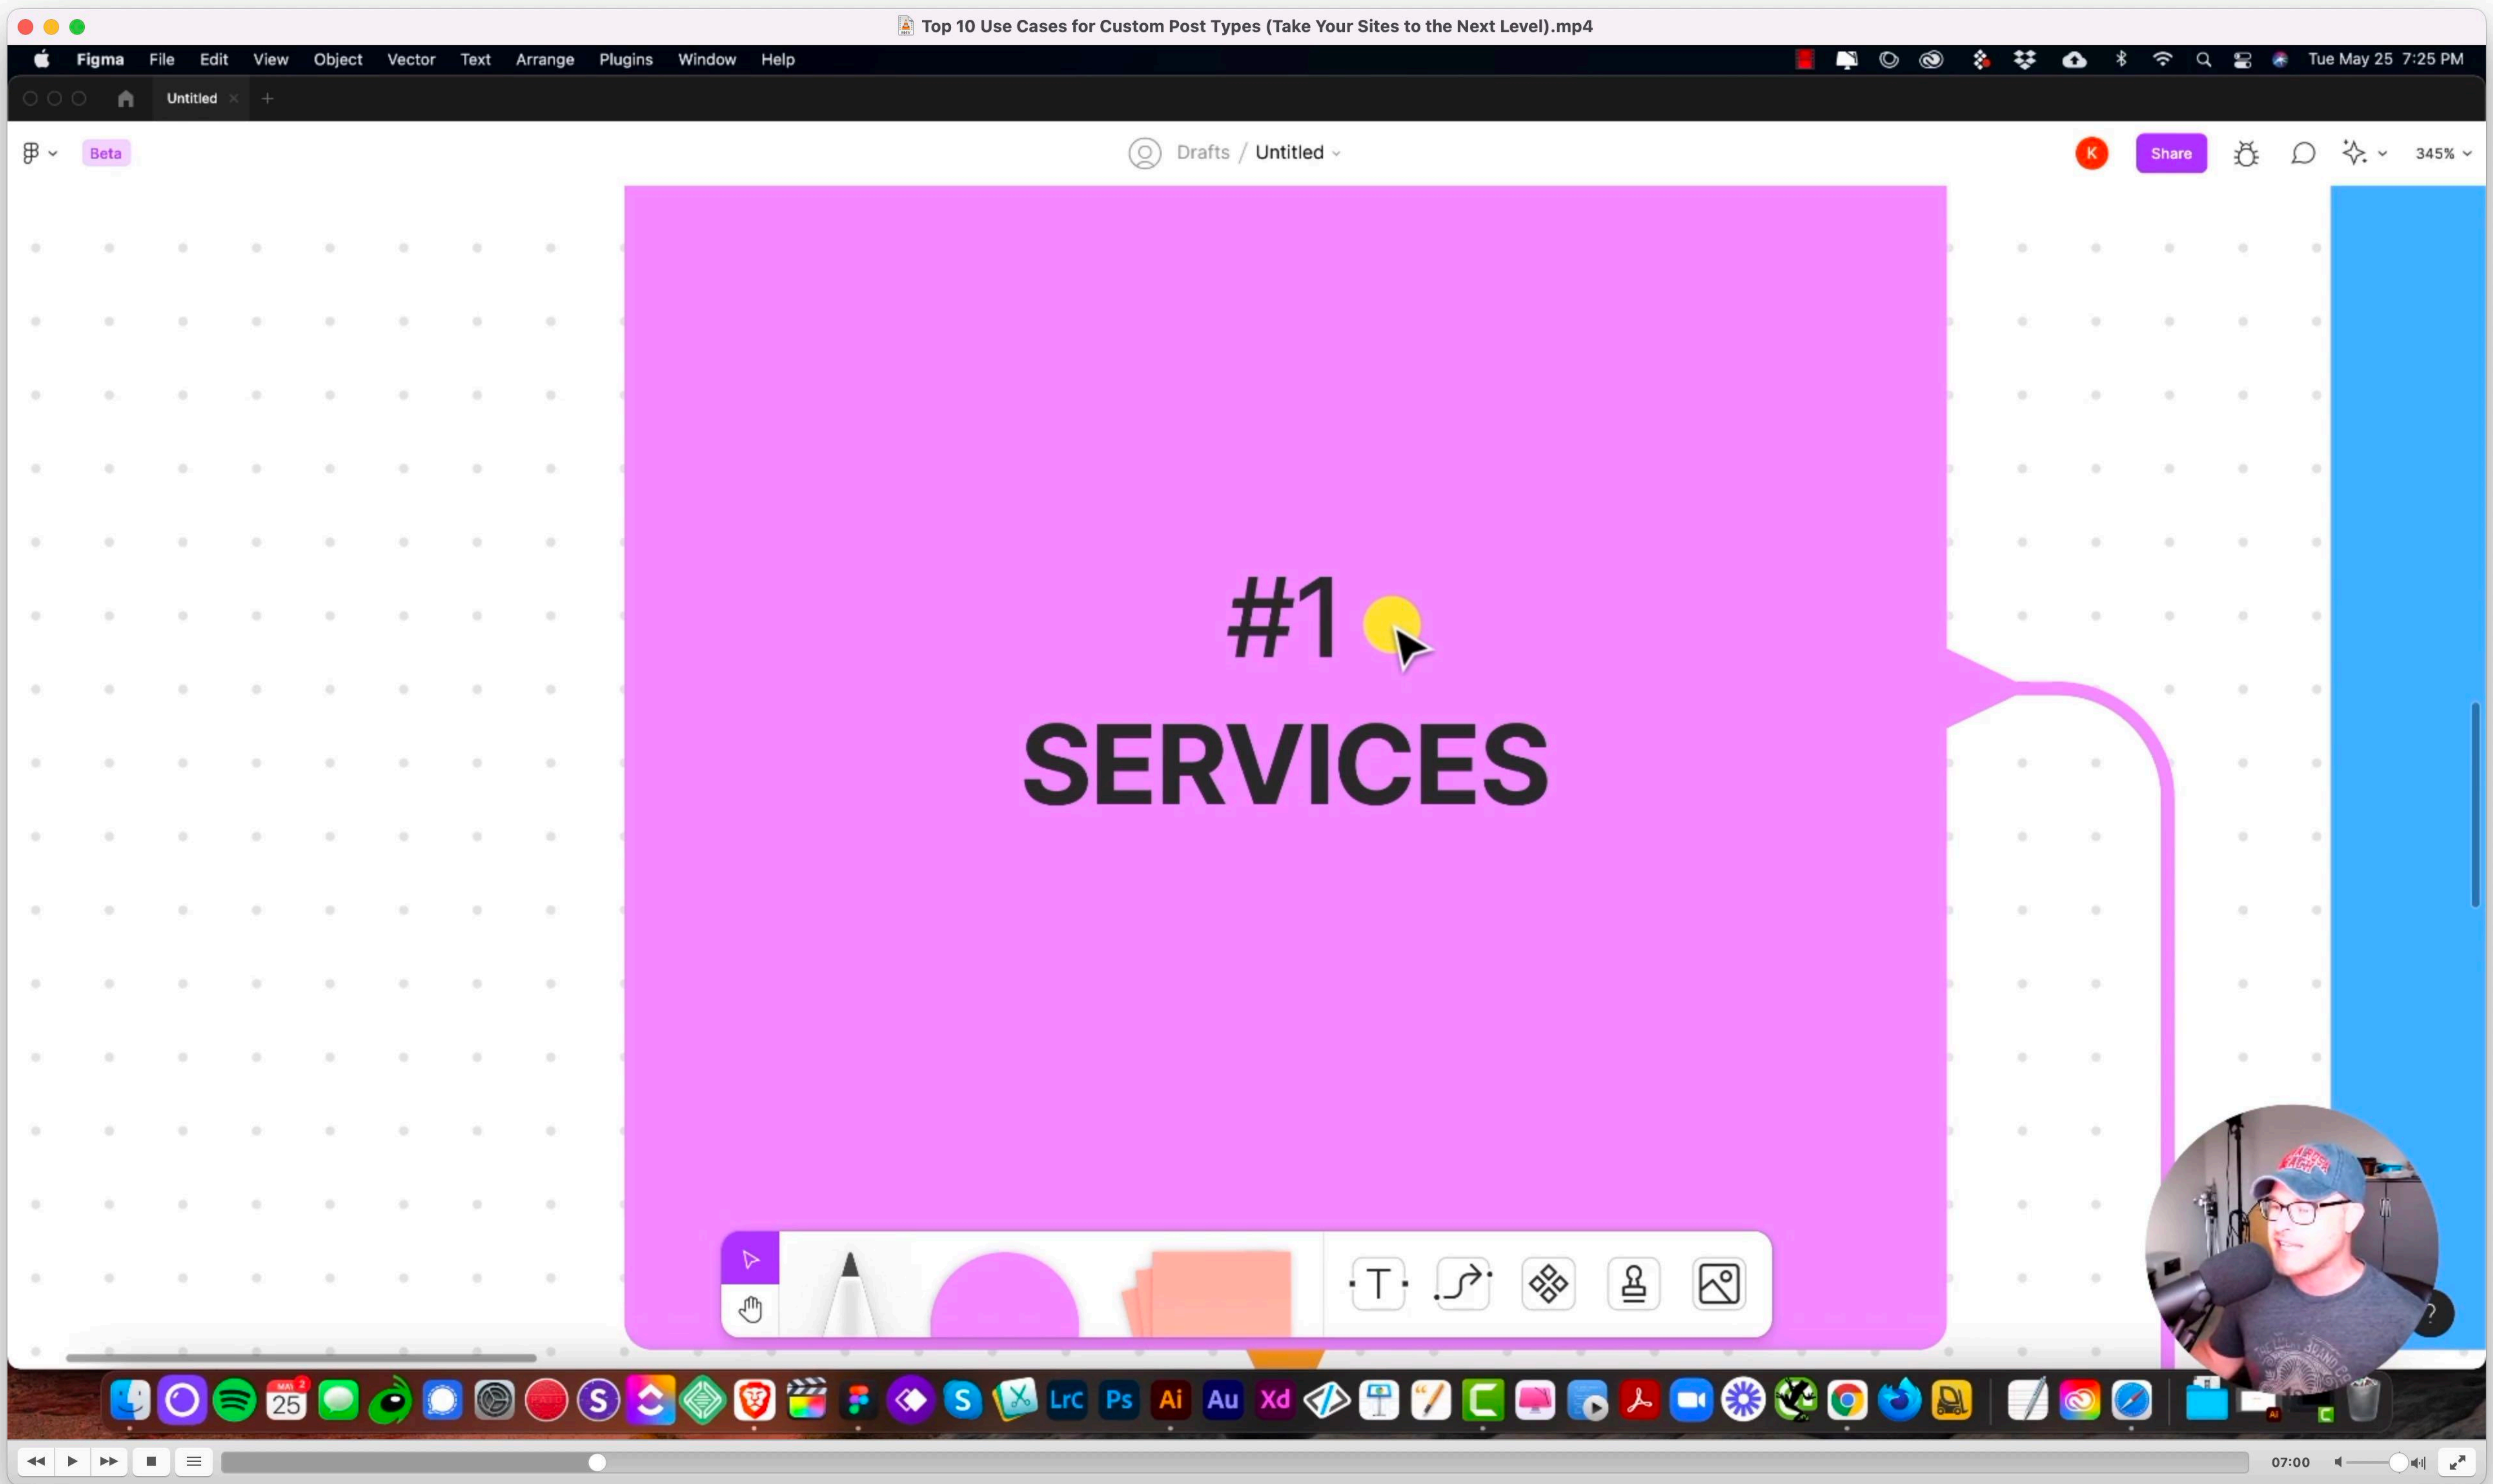 Top 10 Use Cases for Custom Post Types (Take Your Sites to the Next Level).mp4
Figma File Edit View Object Vector Text Arrange Plugins Window Help Tue May 25 7:25 PM
Untitled
Beta Drafts / Untitled K Share 345%
#1
SERVICES
T
?
MAY 2
25 S S LrC Ps Ai Au Xd
07:00